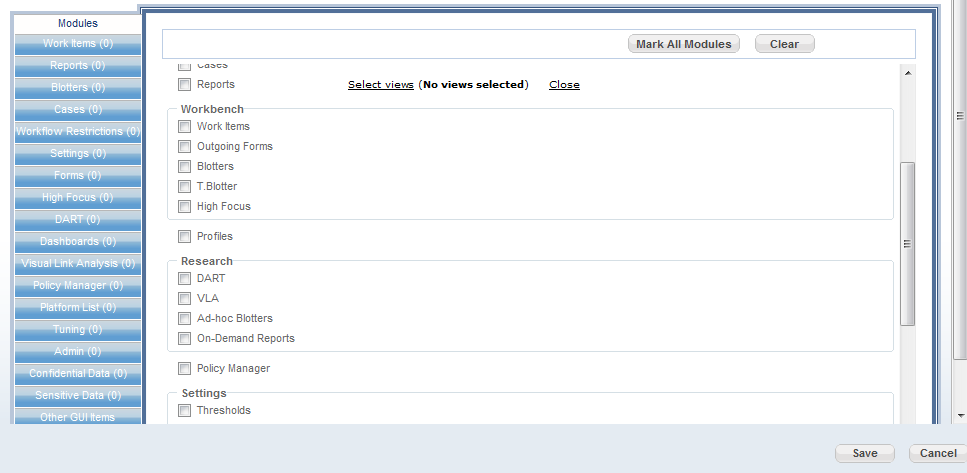 Modules
Work Items (0)
Reports (0)
Blotters (0)
Cases (0)
Workflow Restrictions (0)
Settings (0)
Forms (0)
High Focus (0)
DART (0)
Dashboards (0)
Visual Link Analysis (0)
Policy Manager (0)
Platform List (0)
Tuning (0)
Admin (0)
Confidential Data (0)
Sensitive Data (0)
Other GUI Items
Mark All Modules Clear
Cases
Reports Select views (No views selected) Close
Workbench
Work Items
Outgoing Forms
Blotters
T.Blotter
High Focus
Profiles
Research
DART
VLA
Ad-hoc Blotters
On-Demand Reports
Policy Manager
Settings
Thresholds
Save Cancel